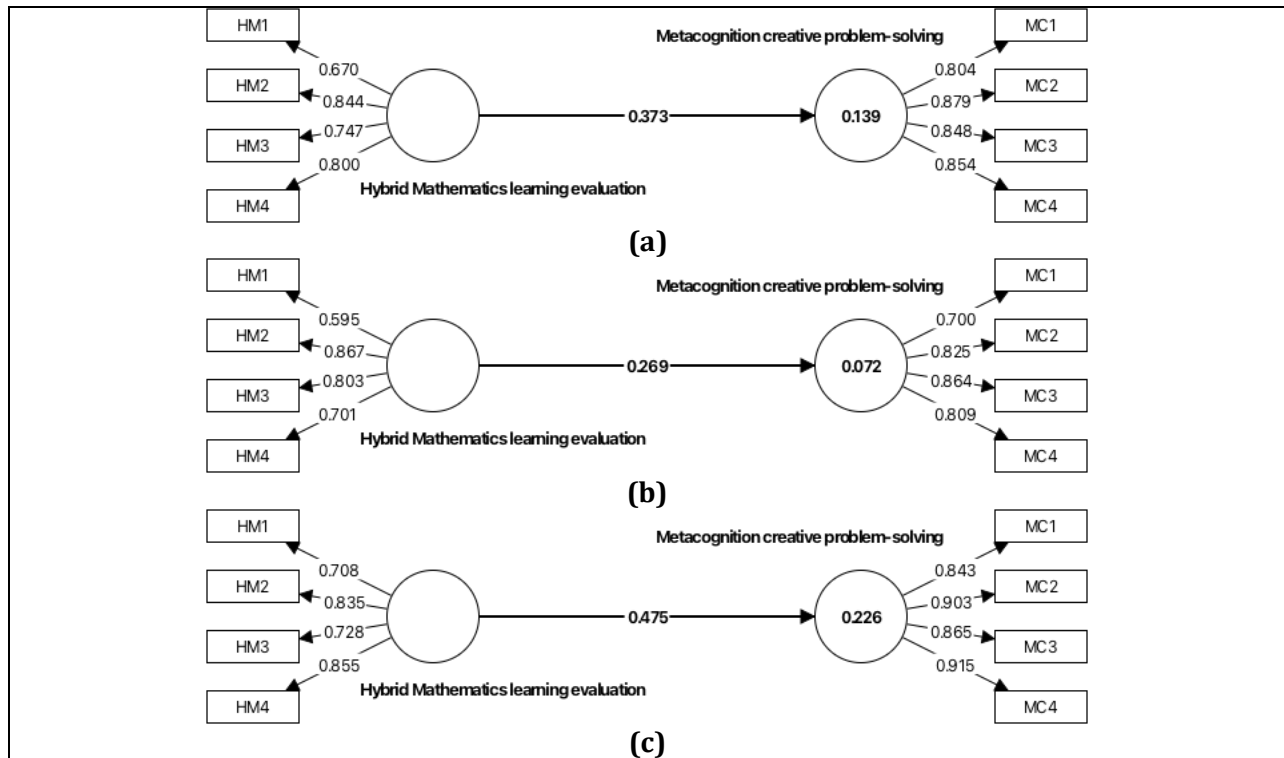 HM1
Metacognition creative problem-solving
MC1
0.670
0.804
HM2
0.844
0.879
MC2
0.373
0.139
0.747
0.848
HM3
MC3
0.800
0.854
Hybrid Mathematics learning evaluation
HM4
MC4
(a)
HM1
Metacognition creative problem-solving
MC1
0.595
0.700
HM2
0.867
0.825
MC2
0.269
0.072
0.803
0.864
HM3
MC3
0.701
0.809
Hybrid Mathematics learning evaluation
HM4
MC4
(b)
HM1
Metacognition creative problem-solving
MC1
0.708
0.843
HM2
0.835
0.903
MC2
0.475
0.226
0.728
0.865
HM3
MC3
0.855
0.915
Hybrid Mathematics learning evaluation
HM4
MC4
(c)